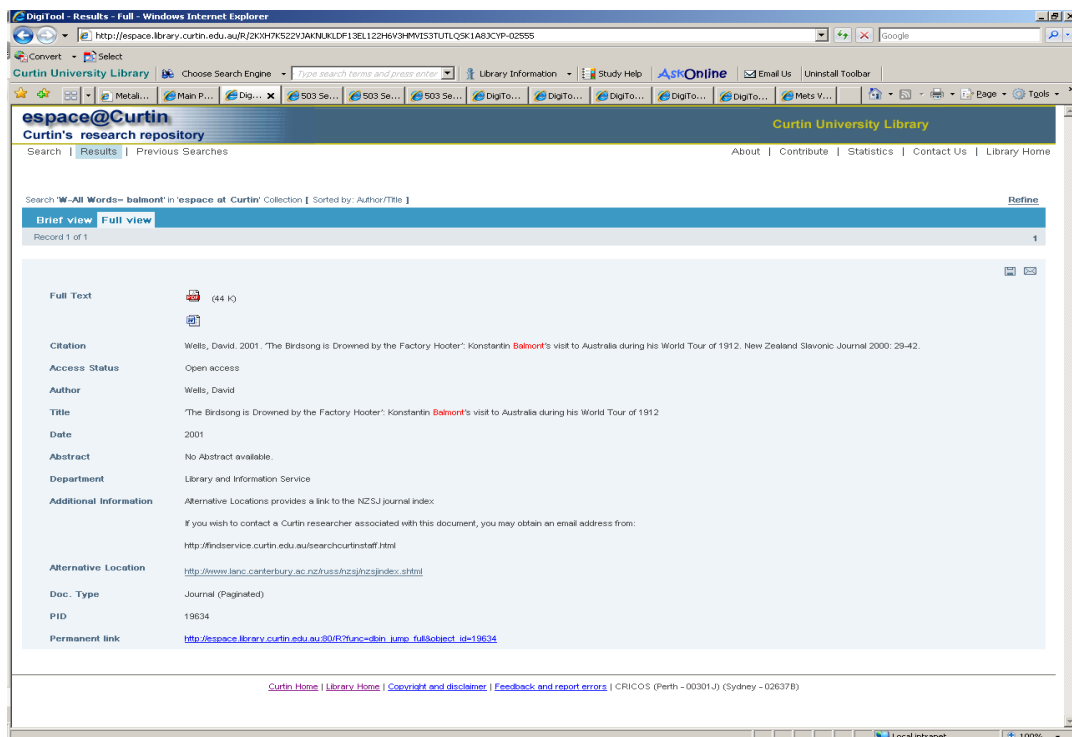 DigiTool - Results - Full - Windows Internet Explorer
http://espace.library.curtin.edu.au/R/2KXH7K522VJAKNUKLDF13EL122H6V3HMVIS3TUTLQSK1A8JCYP-02555 Google
Convert Select
Curtin University Library Choose Search Engine Type search terms and press enter Library Information Study Help AskOnline Email Us Uninstall Toolbar
Metali... Main P... Dig... 503 Se... 503 Se... 503 Se... DigiTo... DigiTo... DigiTo... DigiTo... DigiTo... Mets V... Page Tools
espace@Curtin
Curtin University Library
Curtin's research repository
Search | Results | Previous Searches About | Contribute | Statistics | Contact Us | Library Home
Search 'W-All Words= balmont' in 'espace at Curtin' Collection [ Sorted by: Author/Title ] Refine
Brief view Full view
Record 1 of 1 1
Full Text (44 K)
Citation Wells, David. 2001. 'The Birdsong is Drowned by the Factory Hooter': Konstantin Balmont's visit to Australia during his World Tour of 1912. New Zealand Slavonic Journal 2000: 29-42.
Access Status Open access
Author Wells, David
Title 'The Birdsong is Drowned by the Factory Hooter': Konstantin Balmont's visit to Australia during his World Tour of 1912
Date 2001
Abstract No Abstract available.
Department Library and Information Service
Additional Information Alternative Locations provides a link to the NZSJ journal index
If you wish to contact a Curtin researcher associated with this document, you may obtain an email address from:
http://findservice.curtin.edu.au/searchcurtinstaff.html
Alternative Location http://www.lanc.canterbury.ac.nz/russ/nzsj/nzsjindex.shtml
Doc. Type Journal (Paginated)
PID 19634
Permanent link http://espace.library.curtin.edu.au:80/R?func=dbin_jump_full&object_id=19634
Curtin Home | Library Home | Copyright and disclaimer | Feedback and report errors | CRICOS (Perth - 00301J) (Sydney - 02637B)
Local intranet 100%